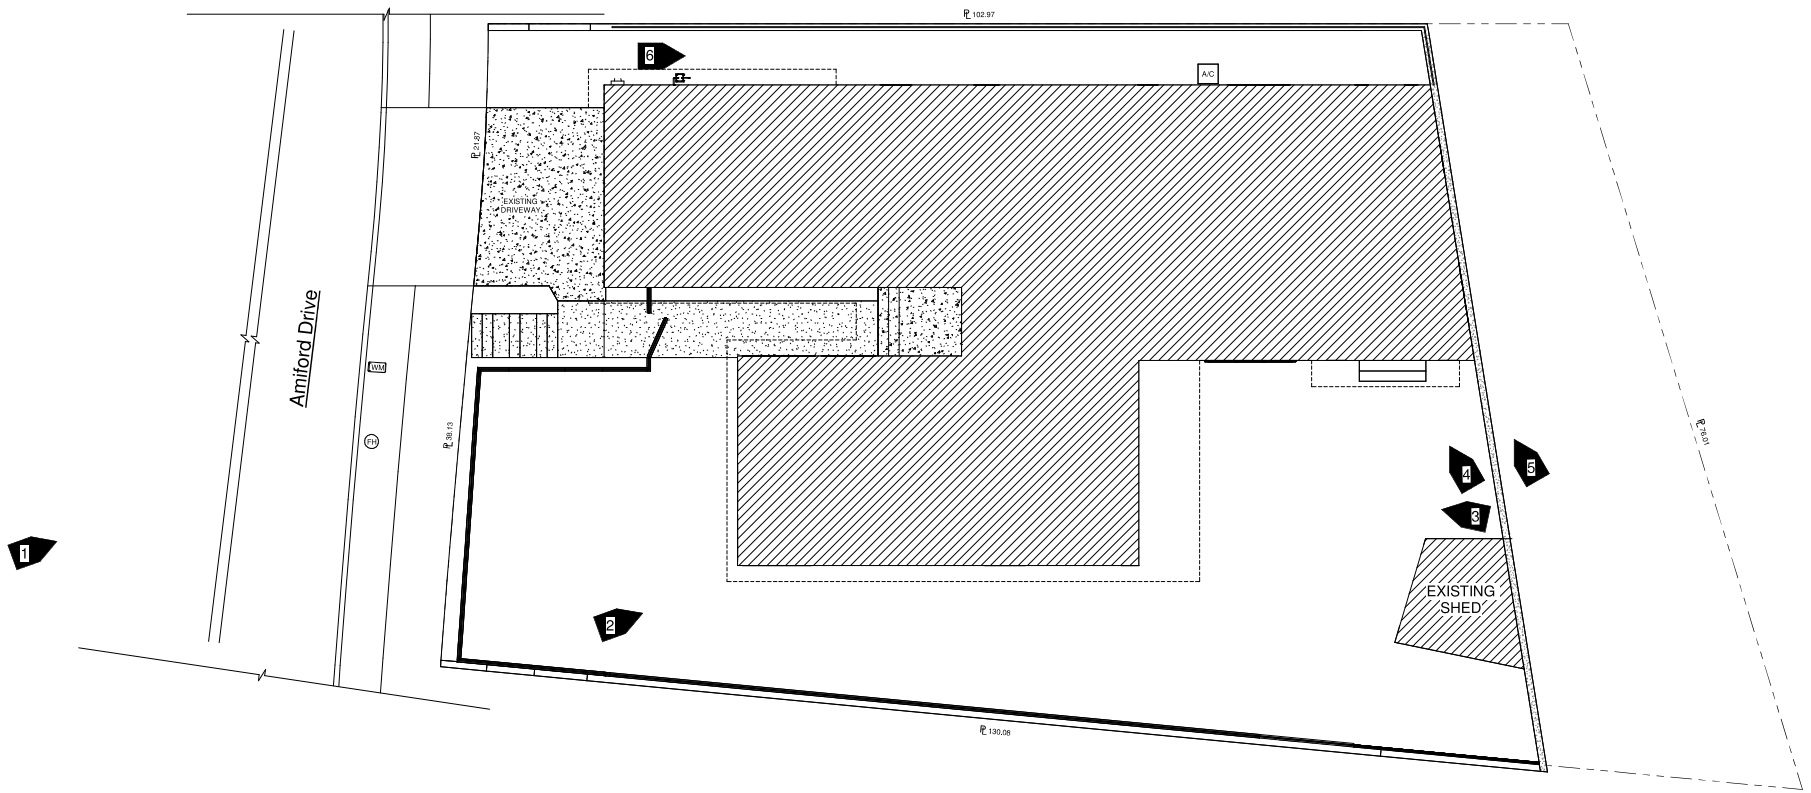 PL 102.97
6
A/C
PL 21.87
EXISTING
DRIVEWAY
Amiford Drive
WM
FH
PL 38.13
PL 76.01
4
5
3
1
EXISTING
SHED
2
PL 130.08